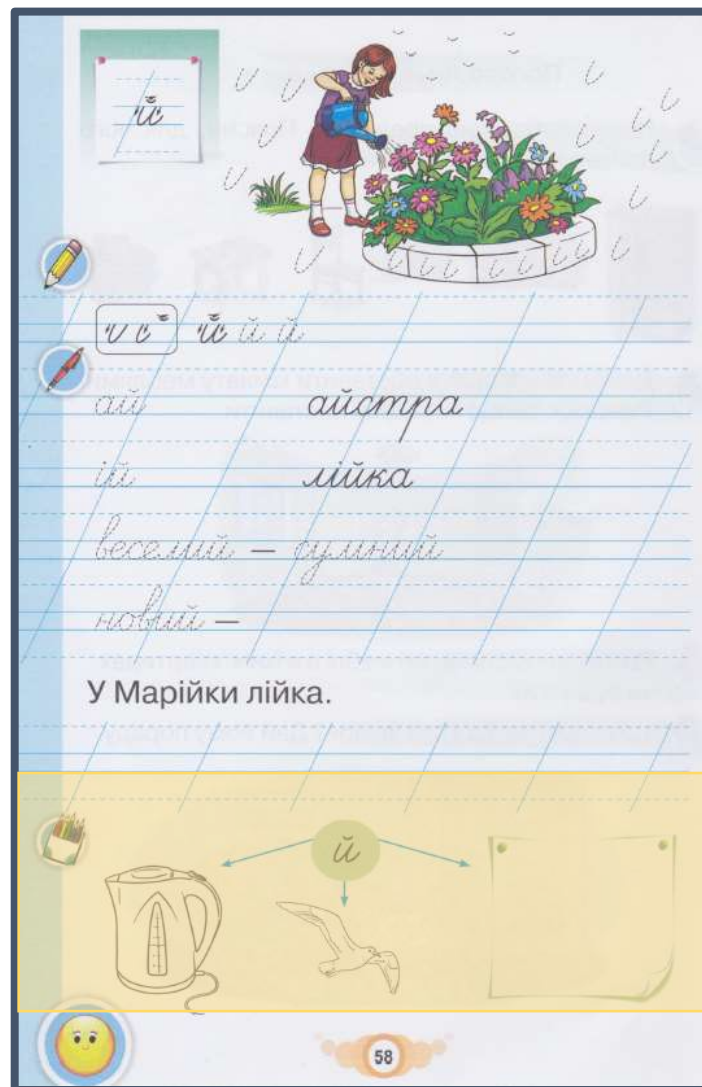 й
и с ̆ й й й
ай айстра
ій лійка
веселий – сумний
новий –
У Марійки лійка.
й
58